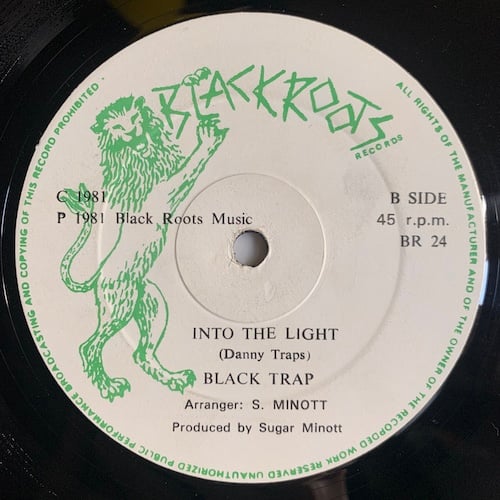 BLACK ROOTS
RECORDS
ALL RIGHTS OF THE MANUFACTURER AND OF THE OWNER OF THE RECORDED WORK RESERVED UNAUTHORIZED PUBLIC PERFORMANCE BROADCASTING AND COPYING OF THIS RECORD PROHIBITED
C 1981
P 1981 Black Roots Music
B SIDE
45 r.p.m.
BR 24
INTO THE LIGHT
(Danny Traps)
BLACK TRAP
Arranger: S. MINOTT
Produced by Sugar Minott